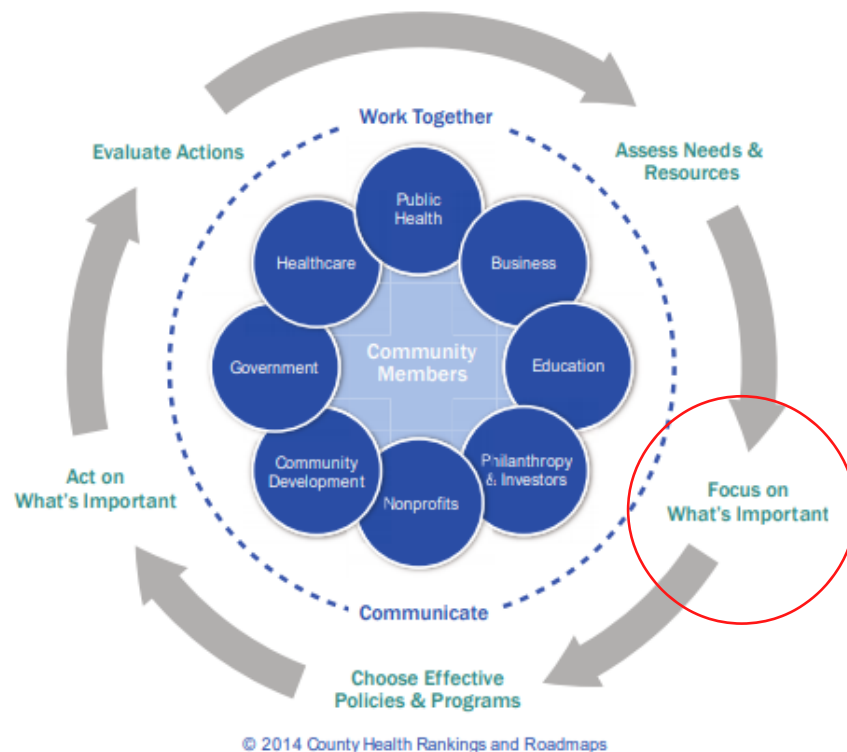 Work Together
Evaluate Actions
Assess Needs &
Resources
Public
Health
Healthcare
Business
Government
Community
Members
Education
Community
Development
Philanthropy
& Investors
Nonprofits
Act on
What's Important
Focus on
What's Important
Communicate
Choose Effective
Policies & Programs
© 2014 County Health Rankings and Roadmaps